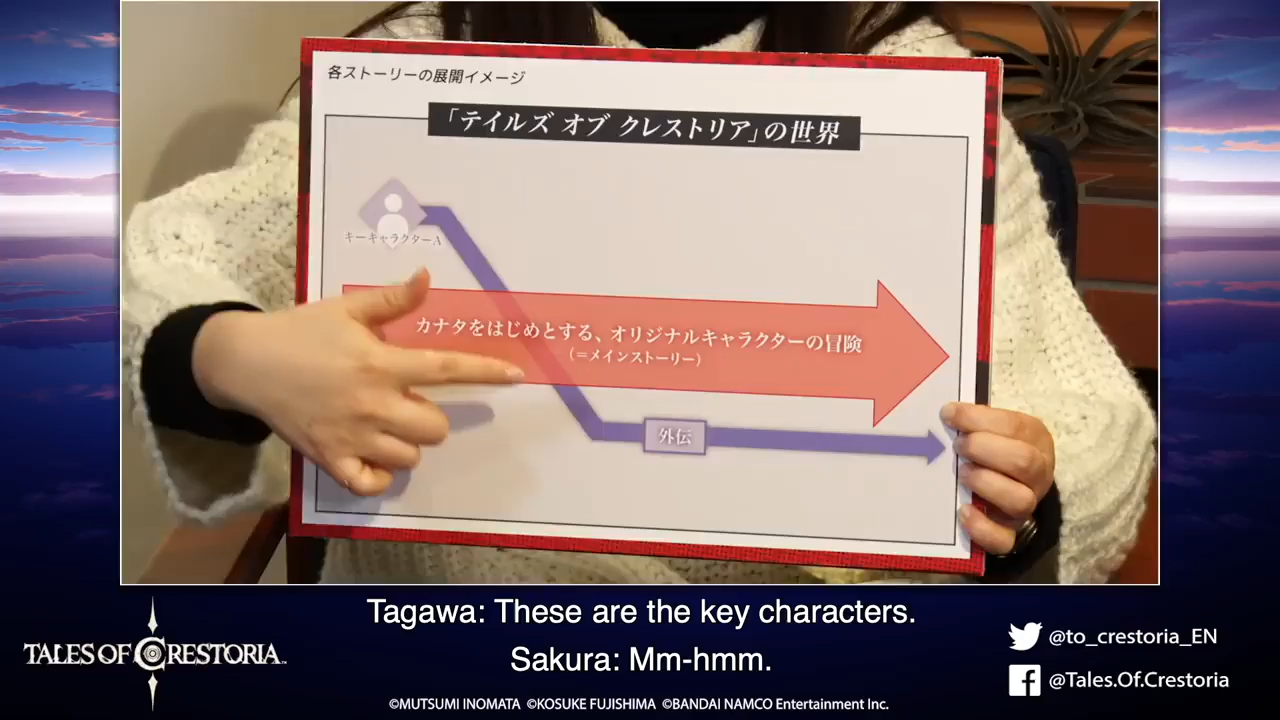 各ストーリーの展開イメージ
「テイルズ オブ クレストリア」の世界
キーキャラクターA
カナタをはじめとする、オリジナルキャラクターの冒険
(＝メインストーリー)
外伝
Tagawa: These are the key characters.
Sakura: Mm-hmm.
TALES OF CRESTORIA™
@to_crestoria_EN
@Tales.Of.Crestoria
©MUTSUMI INOMATA ©KOSUKE FUJISHIMA ©BANDAI NAMCO Entertainment Inc.